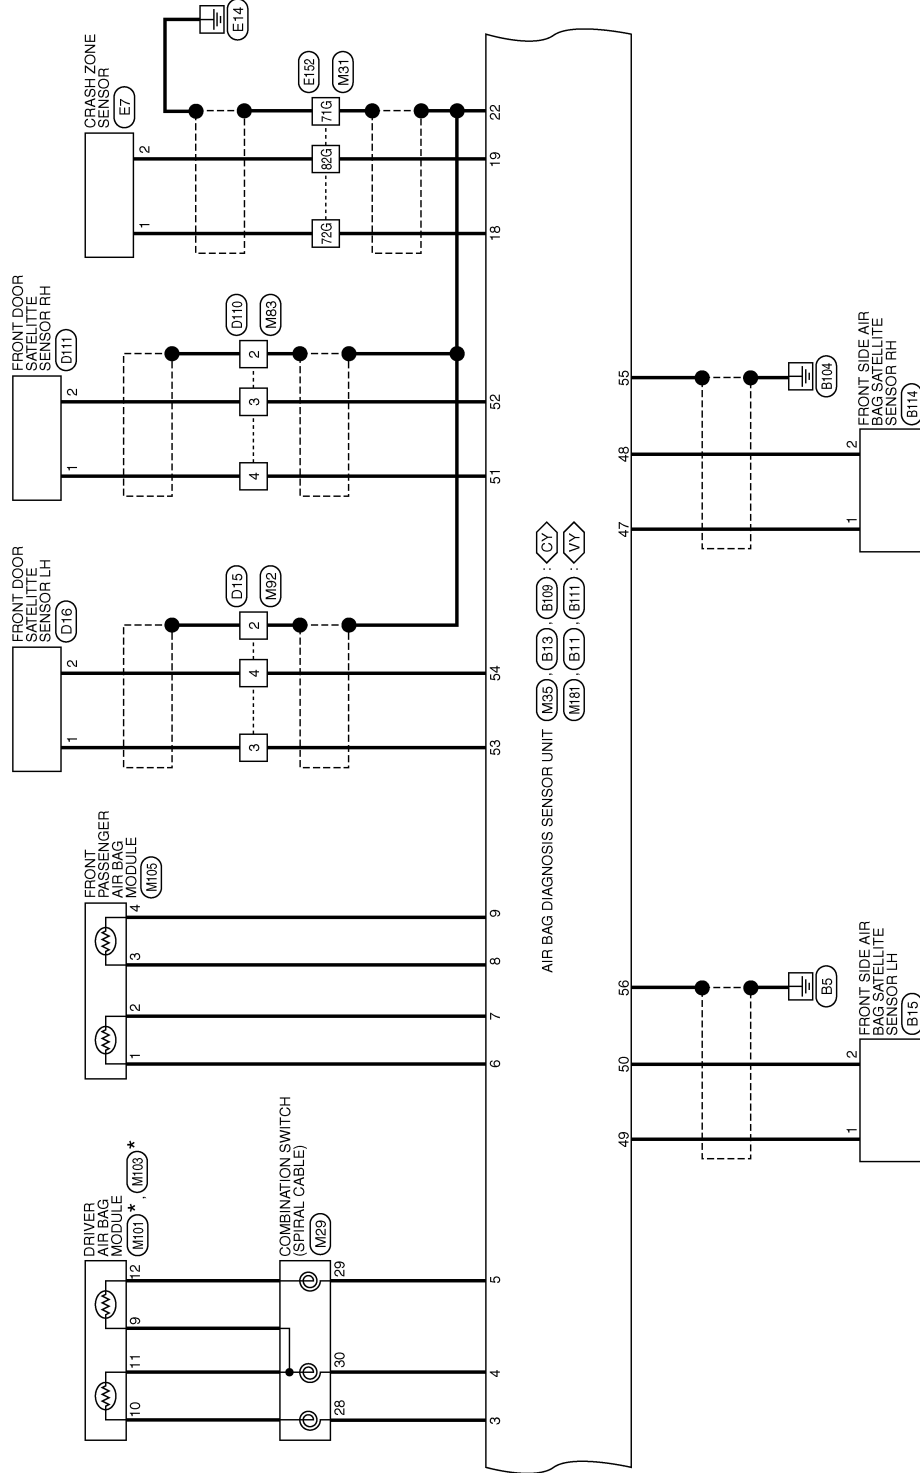 DRIVER
AIR BAG
MODULE
M101 * , M103 *
10
11
9
12
COMBINATION SWITCH
(SPIRAL CABLE)
M29
28
30
29
3
4
5
FRONT
PASSENGER
AIR BAG
MODULE
M105
1
2
3
4
6
7
8
9
FRONT DOOR
SATELITTE
SENSOR LH
D16
1
2
D15
M92
3
4
2
53
54
FRONT DOOR
SATELITTE
SENSOR RH
D111
1
2
D110
M83
4
3
2
51
52
CRASH ZONE
SENSOR
E7
1
2
E14
E152
M31
72G
82G
71G
18
19
22
AIR BAG DIAGNOSIS SENSOR UNIT M35 , B13 , B109 : CY
M181 , B11 , B111 : VY
49
50
56
B5
1
2
FRONT SIDE AIR
BAG SATELLITE
SENSOR LH
B15
47
48
55
B104
1
2
FRONT SIDE AIR
BAG SATELLITE
SENSOR RH
B114